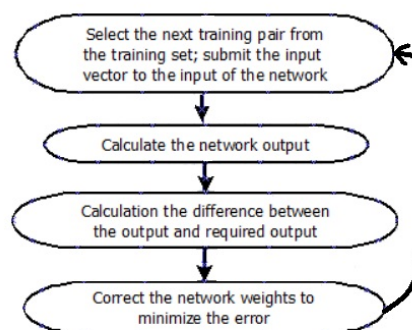 Select the next training pair from
the training set; submit the input
vector to the input of the network
Calculate the network output
Calculation the difference between
the output and required output
Correct the network weights to
minimize the error